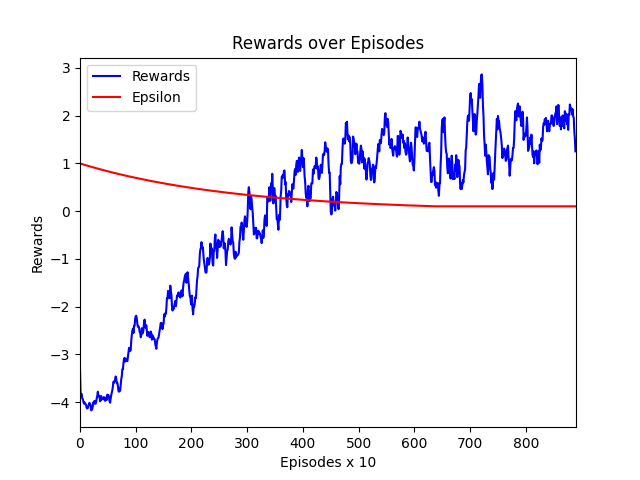 Rewards over Episodes
Rewards
Epsilon
3
2
1
0
−1
−2
−3
−4
Rewards
0 100 200 300 400 500 600 700 800
Episodes x 10